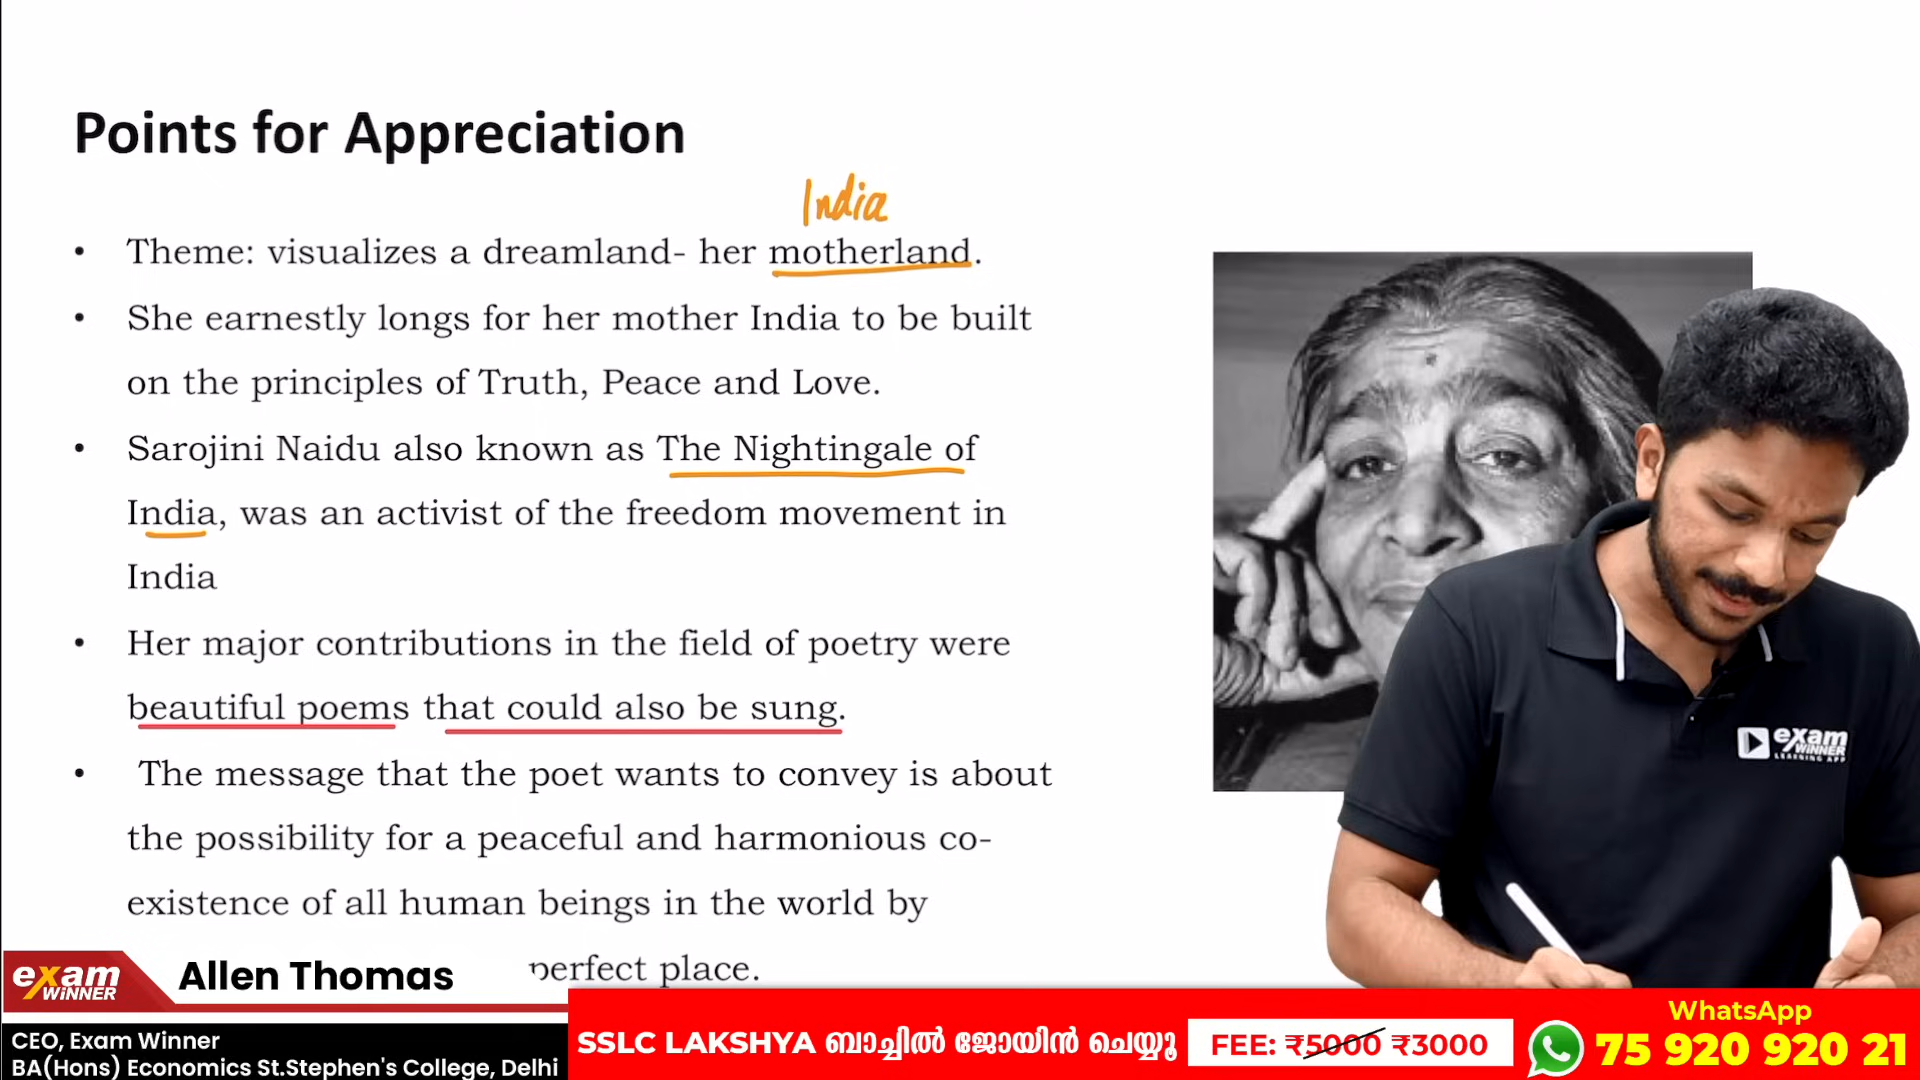 Points for Appreciation
India
• Theme: visualizes a dreamland- her motherland.
• She earnestly longs for her mother India to be built
on the principles of Truth, Peace and Love.
• Sarojini Naidu also known as The Nightingale of
India, was an activist of the freedom movement in
India
• Her major contributions in the field of poetry were
beautiful poems that could also be sung.
• The message that the poet wants to convey is about
the possibility for a peaceful and harmonious co-
existence of all human beings in the world by
perfect place.
exam
WiNNER
LEARNING APP
exam
WiNNER
Allen Thomas
CEO, Exam Winner
BA(Hons) Economics St.Stephen's College, Delhi
SSLC LAKSHYA ബാച്ചിൽ ജോയിൻ ചെയ്യൂ
FEE: ₹5000 ₹3000
WhatsApp
75 920 920 21